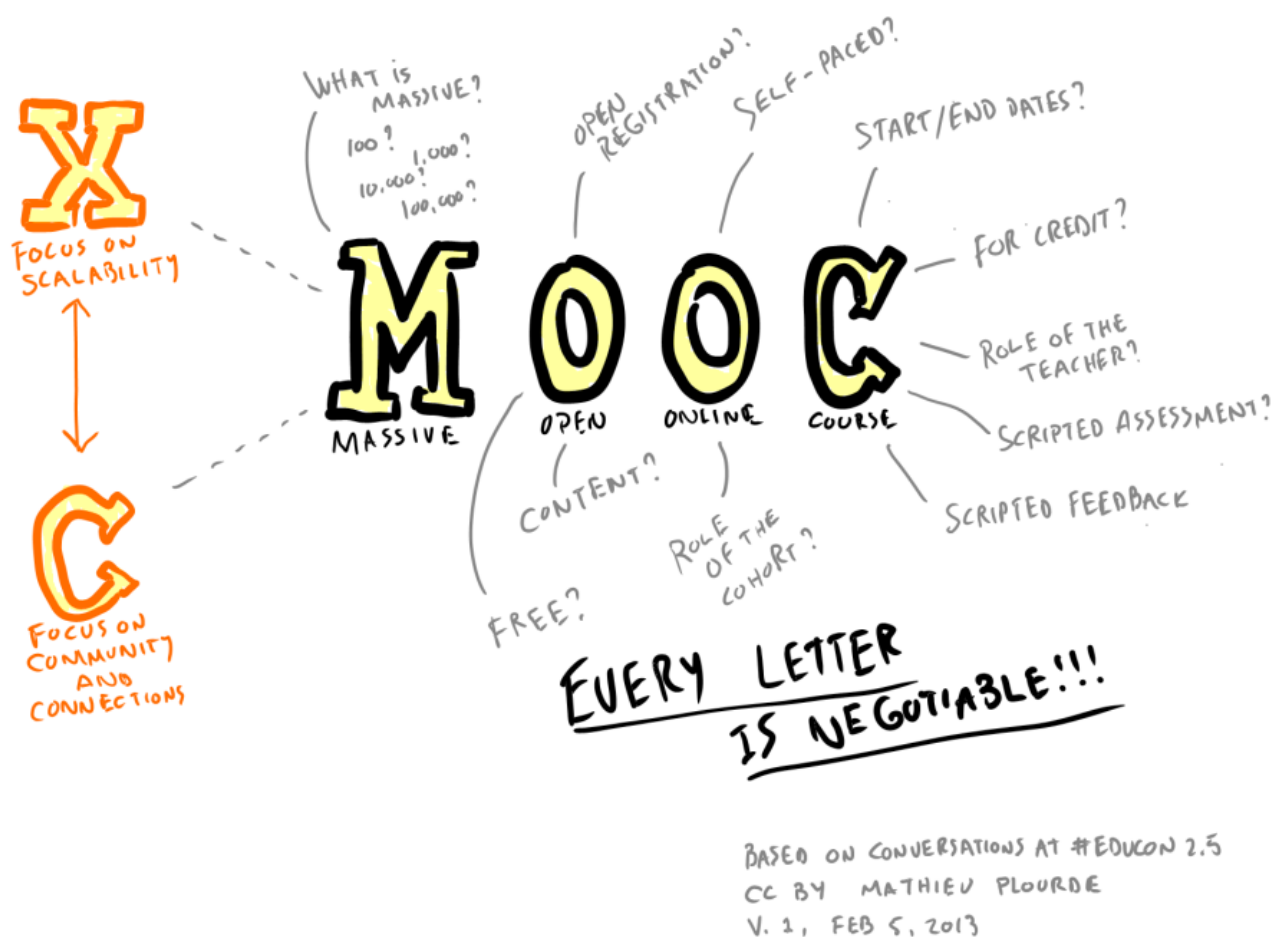 X
FOCUS ON
SCALABILITY
C
FOCUS ON
COMMUNITY
AND
CONNECTIONS
WHAT IS
MASSIVE?
100?
1,000?
10,000?
100,000?
OPEN
REGISTRATION?
SELF-PACED?
START/END DATES?
FOR CREDIT?
ROLE OF THE
TEACHER?
SCRIPTED ASSESSMENT?
SCRIPTED FEEDBACK
MOOC
MASSIVE OPEN ONLINE COURSE
CONTENT?
FREE?
ROLE
OF THE
COHORT?
EVERY LETTER
IS NEGOTIABLE!!!
BASED ON CONVERSATIONS AT #EDUCON 2.5
CC BY MATHIEU PLOURDE
V. 1, FEB 5, 2013